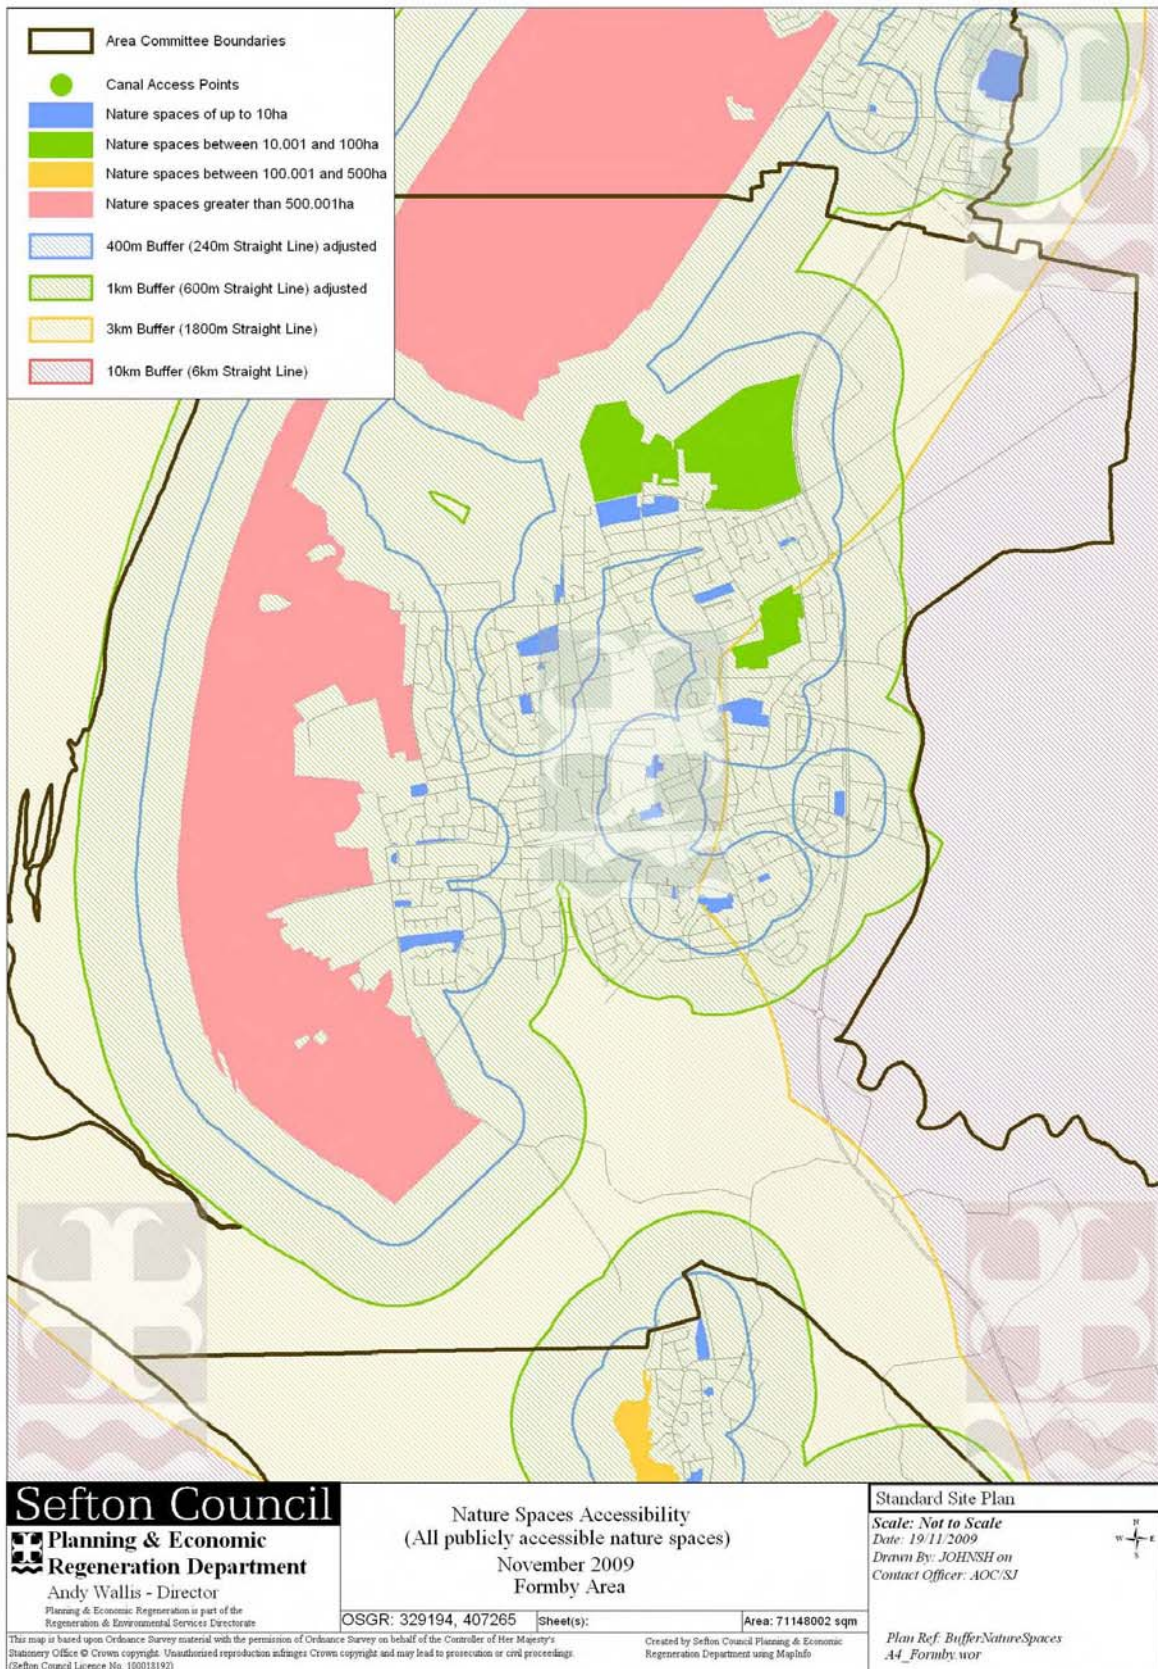 Area Committee Boundaries
Canal Access Points
Nature spaces of up to 10ha
Nature spaces between 10.001 and 100ha
Nature spaces between 100.001 and 500ha
Nature spaces greater than 500.001ha
400m Buffer (240m Straight Line) adjusted
1km Buffer (600m Straight Line) adjusted
3km Buffer (1800m Straight Line)
10km Buffer (6km Straight Line)
Sefton Council
Planning & Economic
Regeneration Department
Andy Wallis - Director
Planning & Economic Regeneration is part of the
Regeneration & Environmental Services Directorate
Nature Spaces Accessibility
(All publicly accessible nature spaces)
November 2009
Formby Area
OSGR: 329194, 407265
Sheet(s):
Area: 71148002 sqm
Standard Site Plan
Scale: Not to Scale
Date: 19/11/2009
Drawn By: JOHNSH on
Contact Officer: AOC/SJ
N
W E
S
Plan Ref: BufferNatureSpaces
A4_Formby.wor
This map is based upon Ordnance Survey material with the permission of Ordnance Survey on behalf of the Controller of Her Majesty's
Stationery Office © Crown copyright. Unauthorised reproduction infringes Crown copyright and may lead to prosecution or civil proceedings.
(Sefton Council Licence No. 100018192)
Created by Sefton Council Planning & Economic
Regeneration Department using MapInfo